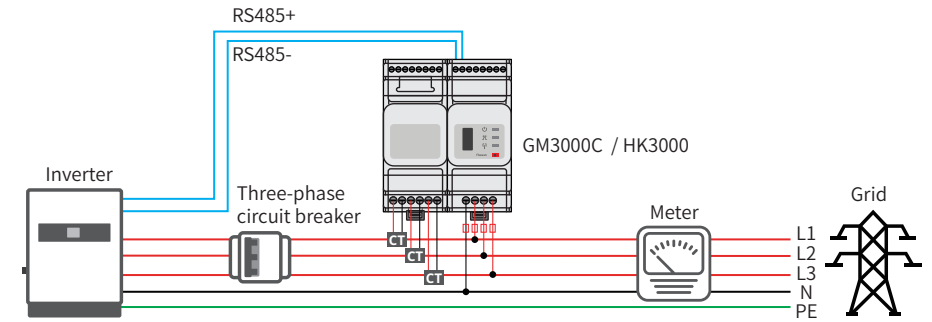 RS485+
RS485-
GM3000C / HK3000
Inverter
Three-phase
circuit breaker
Meter
Grid
CT
CT
CT
L1
L2
L3
N
PE